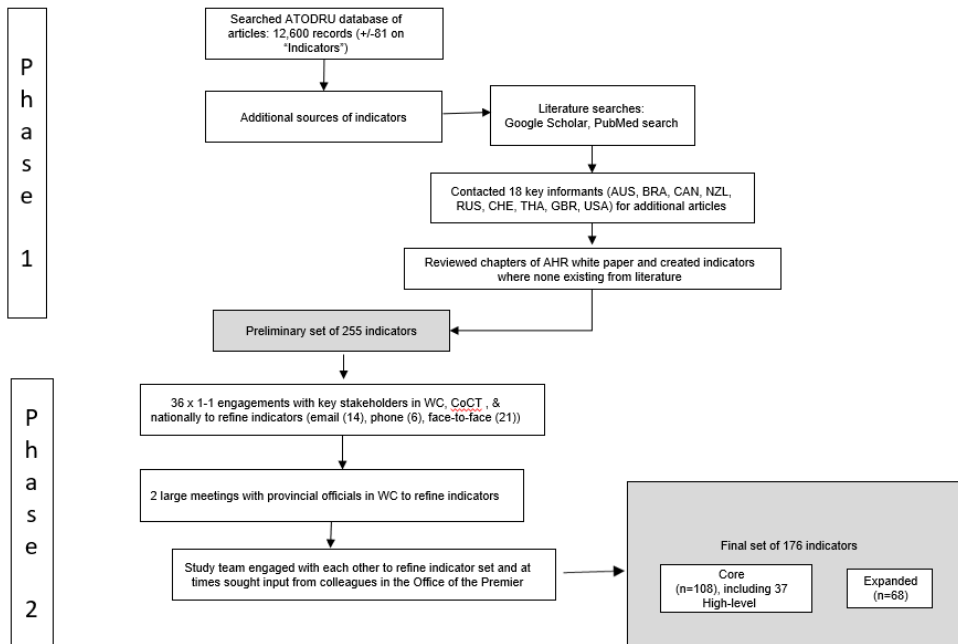 Searched ATODRU database of
articles: 12,600 records (+/-81 on
“Indicators”)
Additional sources of indicators
Literature searches:
Google Scholar, PubMed search
Contacted 18 key informants (AUS, BRA, CAN, NZL,
RUS, CHE, THA, GBR, USA) for additional articles
Reviewed chapters of AHR white paper and created indicators
where none existing from literature
Phase 1
Preliminary set of 255 indicators
36 x 1-1 engagements with key stakeholders in WC, CoCT , &
nationally to refine indicators (email (14), phone (6), face-to-face (21))
2 large meetings with provincial officials in WC to refine indicators
Study team engaged with each other to refine indicator set and at
times sought input from colleagues in the Office of the Premier
Phase 2
Final set of 176 indicators
Core
(n=108), including 37
High-level
Expanded
(n=68)